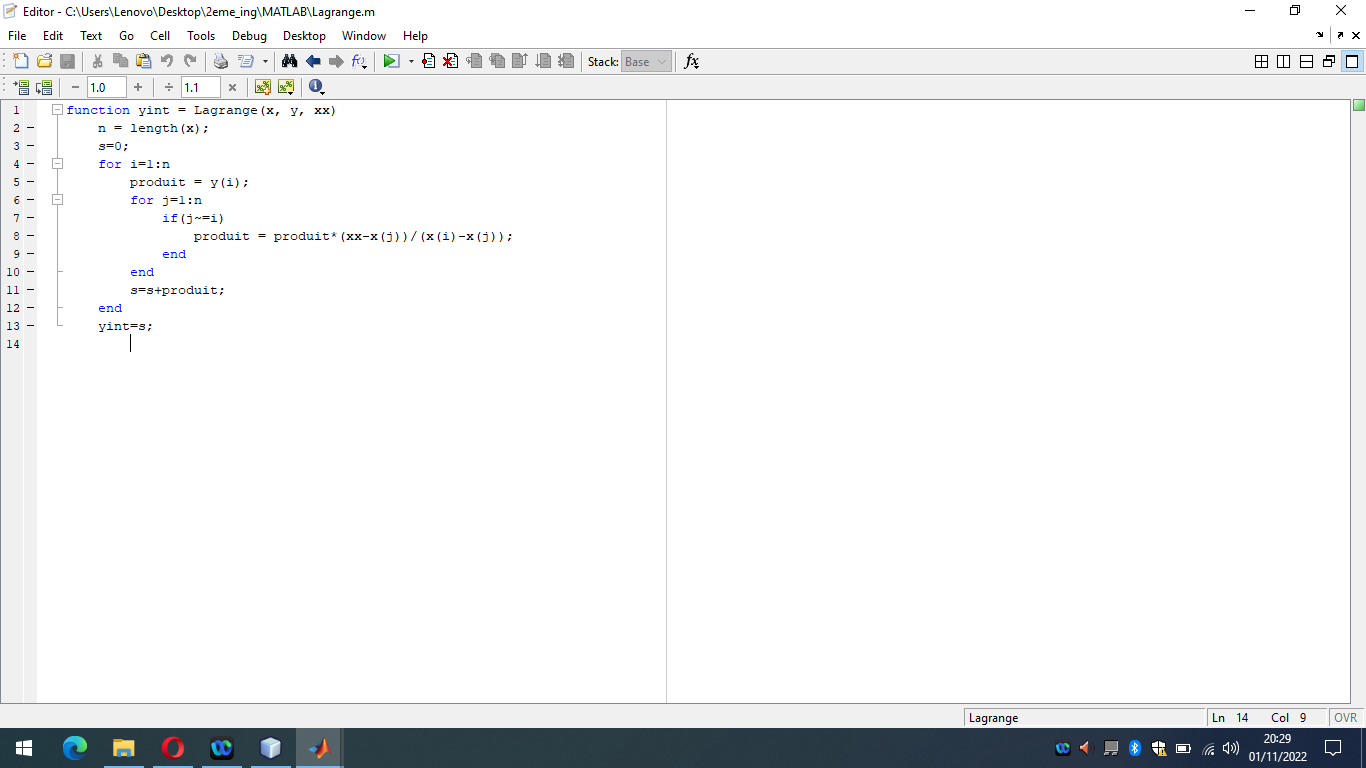 Editor - C:\Users\Lenovo\Desktop\2eme_ing\MATLAB\Lagrange.m
File Edit Text Go Cell Tools Debug Desktop Window Help
Stack: Base fx
− 1.0 + ÷ 1.1 ×
1 function yint = Lagrange(x, y, xx)
2 – n = length(x);
3 – s=0;
4 – for i=1:n
5 – produit = y(i);
6 – for j=1:n
7 – if(j~=i)
8 – produit = produit*(xx-x(j))/(x(i)-x(j));
9 – end
10 – end
11 – s=s+produit;
12 – end
13 – yint=s;
14
Lagrange Ln 14 Col 9 OVR
20:29
01/11/2022